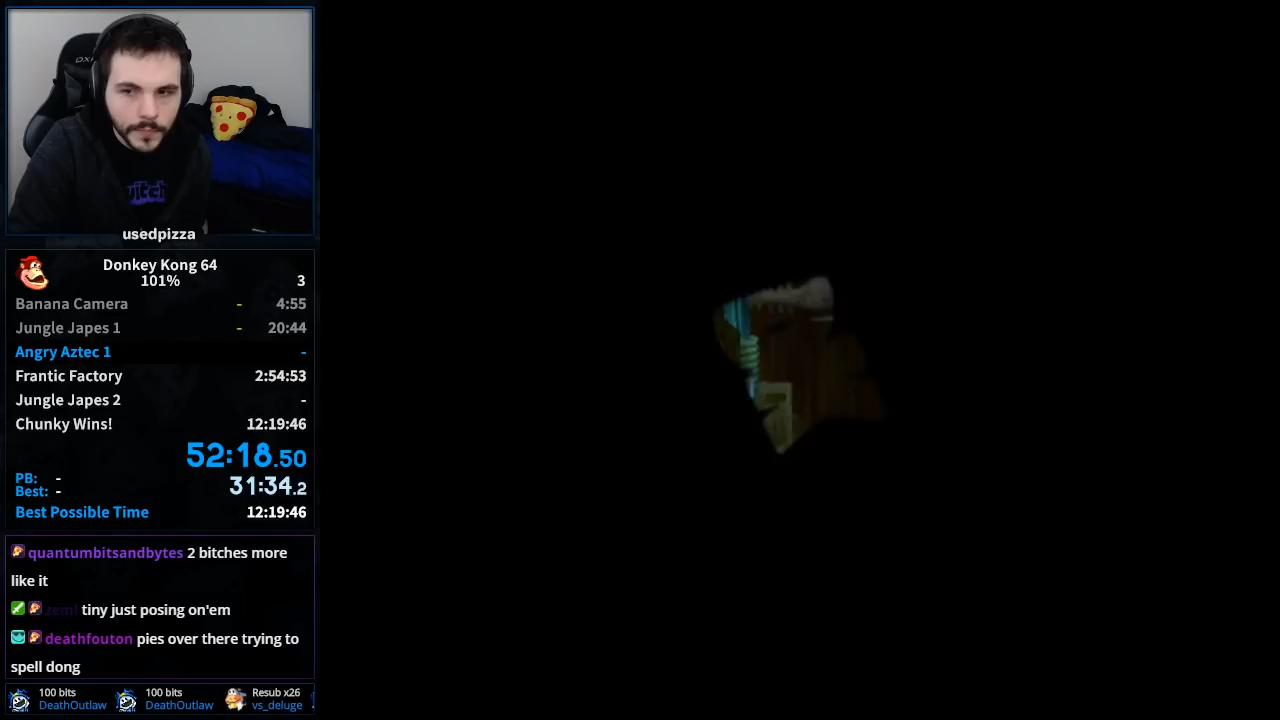 usedpizza
Donkey Kong 64
101% 3
Banana Camera - 4:55
Jungle Japes 1 - 20:44
Angry Aztec 1 -
Frantic Factory 2:54:53
Jungle Japes 2 -
Chunky Wins! 12:19:46
52:18.50
PB: -
Best: - 31:34.2
Best Possible Time 12:19:46
quantumbitsandbytes 2 bitches more
like it
zeml tiny just posing on'em
deathfouton pies over there trying to
spell dong
100 bits 100 bits Resub x26
DeathOutlaw DeathOutlaw vs_deluge